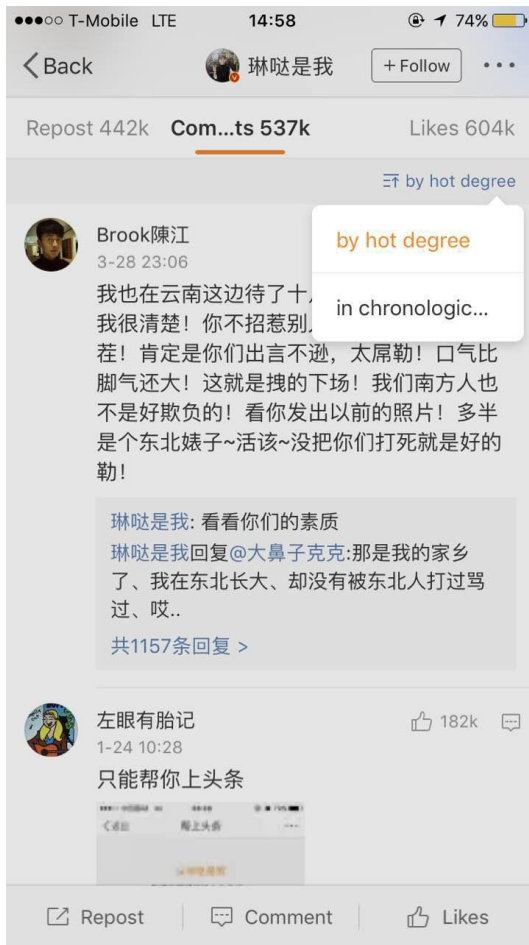 T-Mobile LTE 14:58 74%
Back 琳哒是我 + Follow
Repost 442k Com...ts 537k Likes 604k
by hot degree
by hot degree
in chronologic...
Brook陳江
3-28 23:06
我也在云南这边待了十
我很清楚！你不招惹别
茬！肯定是你们出言不逊，太屌勒！口气比
脚气还大！这就是拽的下场！我们南方人也
不是好欺负的！看你发出以前的照片！多半
是个东北婊子~活该~没把你们打死就是好的
勒！
琳哒是我: 看看你们的素质
琳哒是我回复@大鼻子克克:那是我的家乡
了、我在东北长大、却没有被东北人打过骂
过、哎..
共1157条回复 >
左眼有胎记 182k
1-24 10:28
只能帮你上头条
帮上头条
Repost Comment Likes